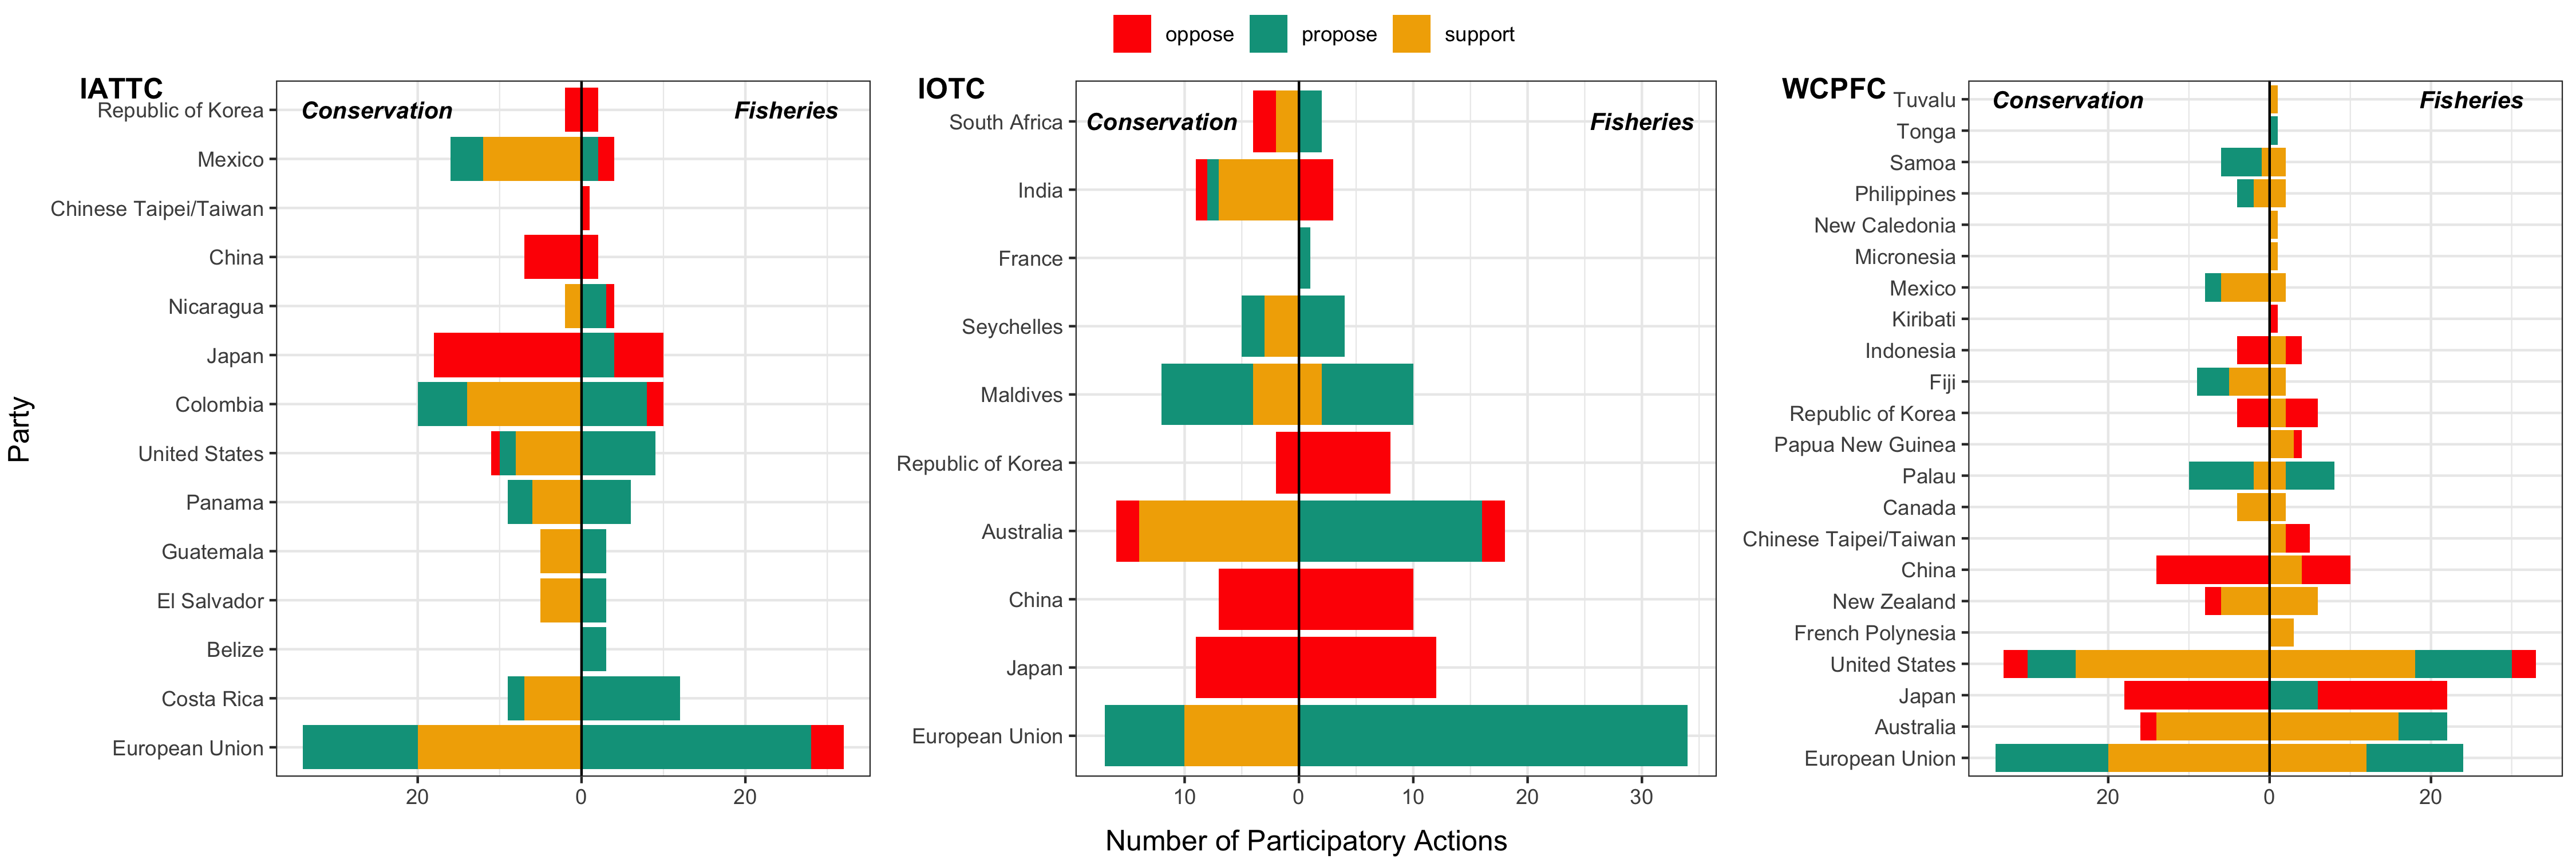 oppose propose support
IATTC
Conservation Fisheries
Republic of Korea
Mexico
Chinese Taipei/Taiwan
China
Nicaragua
Japan
Colombia
United States
Panama
Guatemala
El Salvador
Belize
Costa Rica
European Union
20 0 20
IOTC
Conservation Fisheries
South Africa
India
France
Seychelles
Maldives
Republic of Korea
Australia
China
Japan
European Union
10 0 10 20 30
WCPFC
Conservation Fisheries
Tuvalu
Tonga
Samoa
Philippines
New Caledonia
Micronesia
Mexico
Kiribati
Indonesia
Fiji
Republic of Korea
Papua New Guinea
Palau
Canada
Chinese Taipei/Taiwan
China
New Zealand
French Polynesia
United States
Japan
Australia
European Union
20 0 20
Party
Number of Participatory Actions